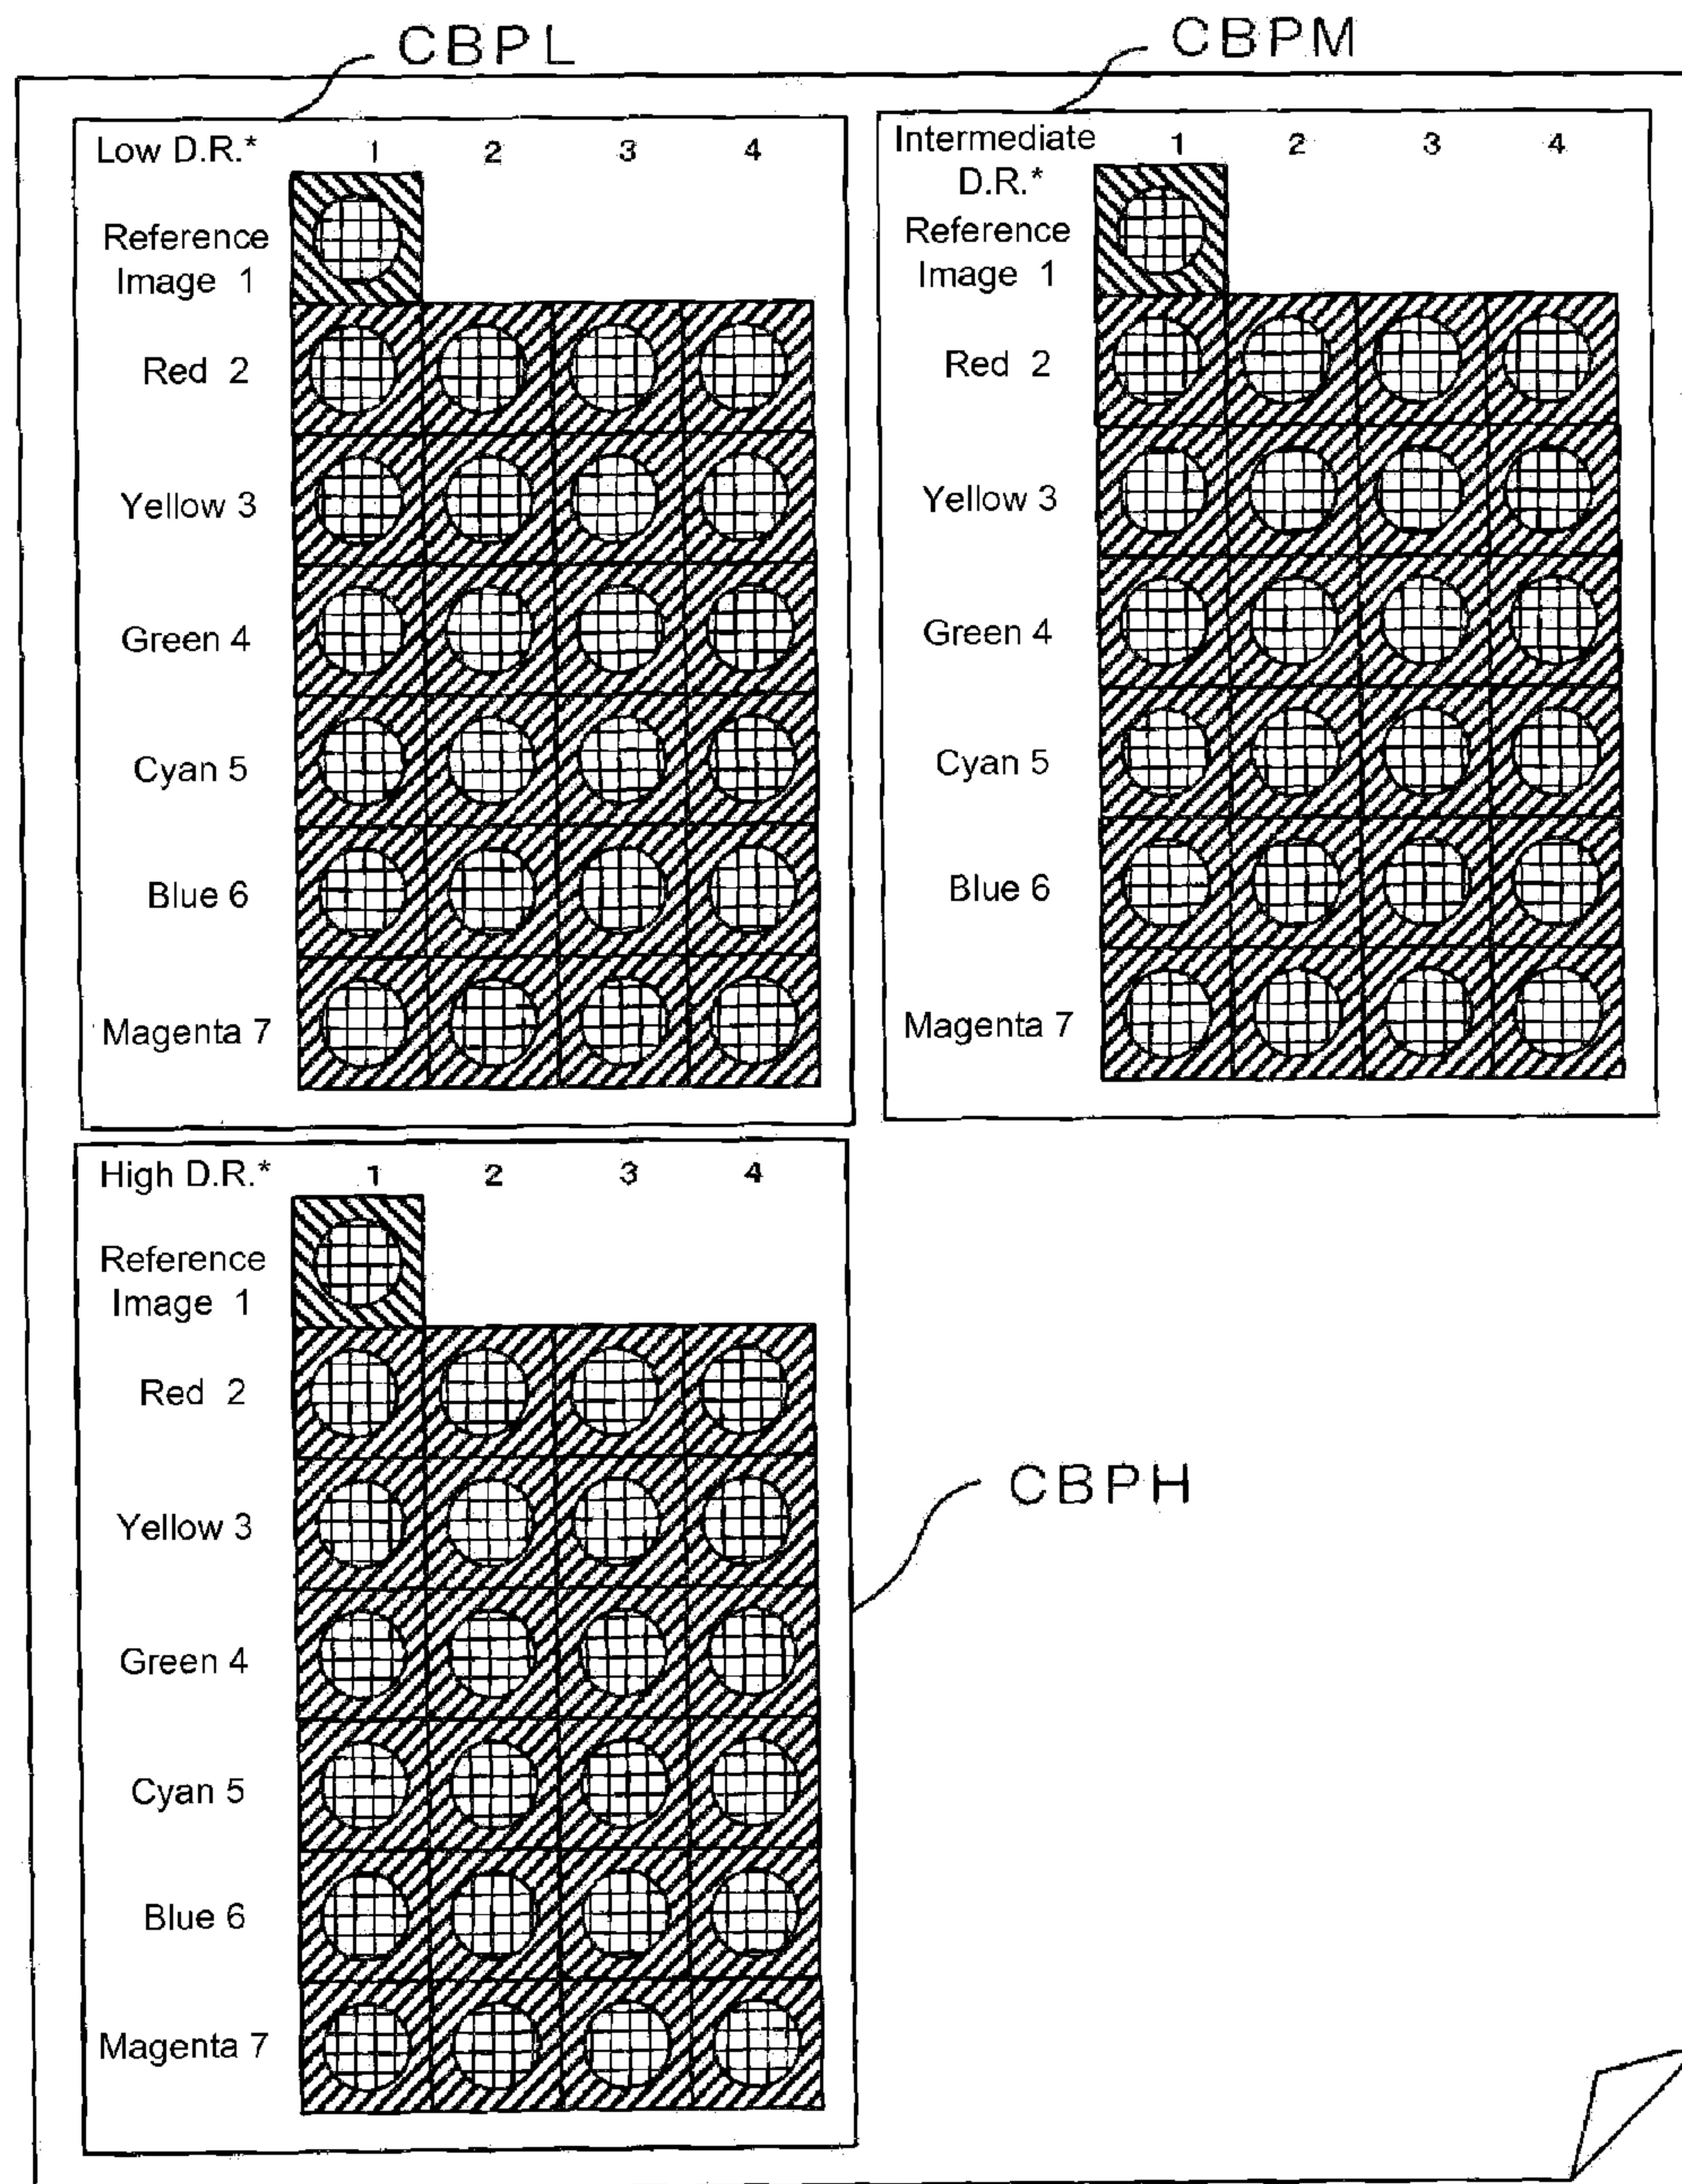 CBPL
CBPM
Low D.R.* 1 2 3 4
Reference
Image 1
Red 2
Yellow 3
Green 4
Cyan 5
Blue 6
Magenta 7
Intermediate 1 2 3 4
D.R.*
Reference
Image 1
Red 2
Yellow 3
Green 4
Cyan 5
Blue 6
Magenta 7
High D.R.* 1 2 3 4
Reference
Image 1
Red 2
Yellow 3
Green 4
Cyan 5
Blue 6
Magenta 7
CBPH